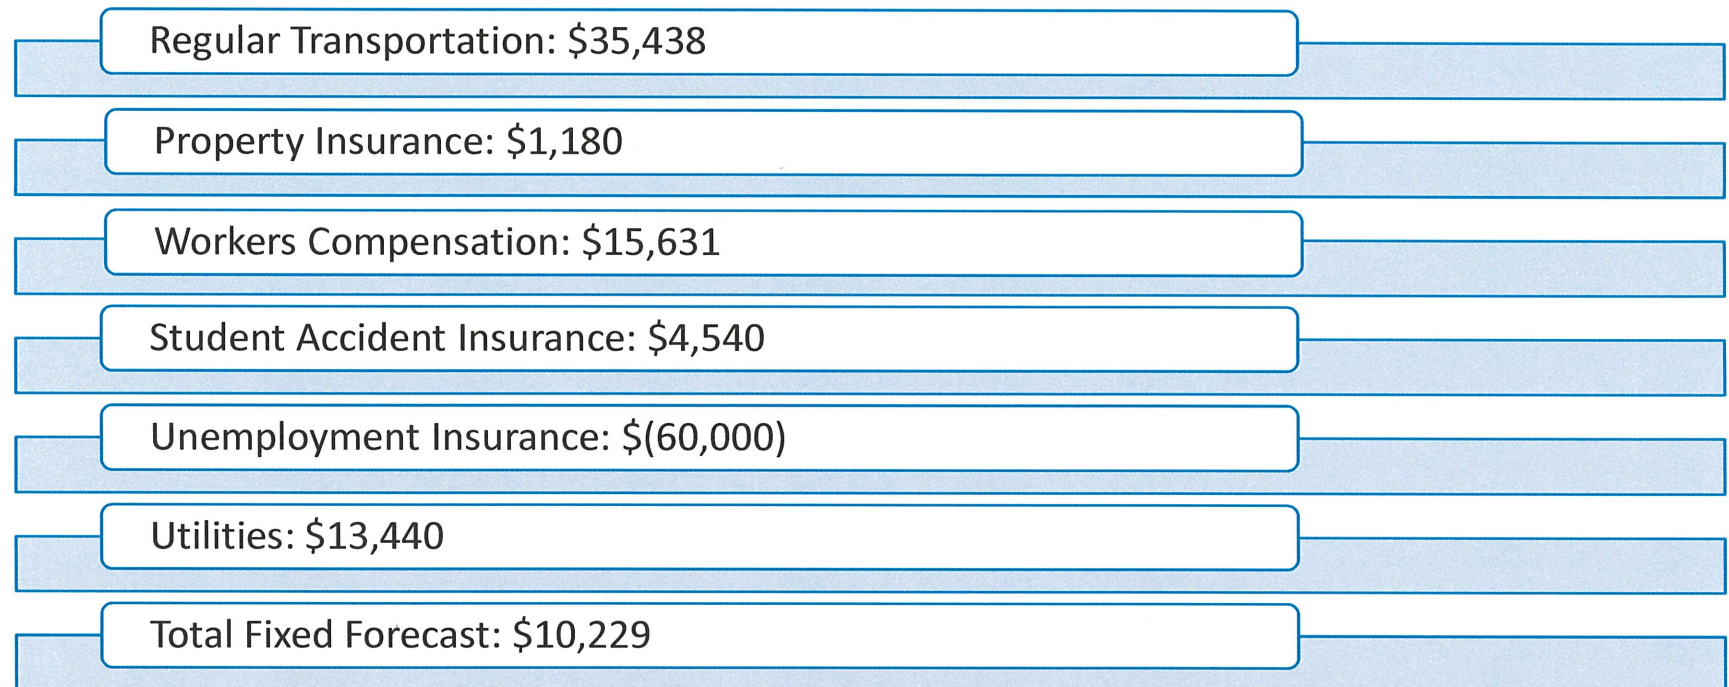 Regular Transportation: $35,438
Property Insurance: $1,180
Workers Compensation: $15,631
Student Accident Insurance: $4,540
Unemployment Insurance: $(60,000)
Utilities: $13,440
Total Fixed Forecast: $10,229